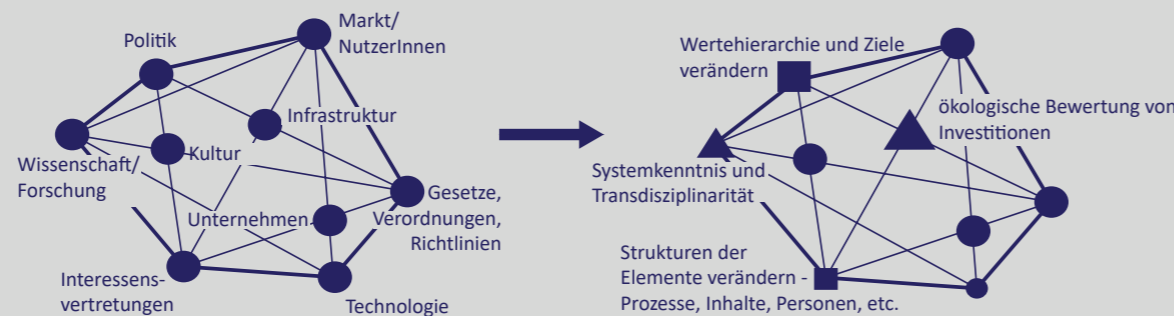 Markt/
NutzerInnen
Politik
Infrastruktur
Kultur
Wissenschaft/
Forschung
Gesetze,
Verordnungen,
Richtlinien
Unternehmen
Interessens-
vertretungen
Technologie
Wertehierarchie und Ziele
verändern
ökologische Bewertung von
Investitionen
Systemkenntnis und
Transdisziplinarität
Strukturen der
Elemente verändern -
Prozesse, Inhalte, Personen, etc.